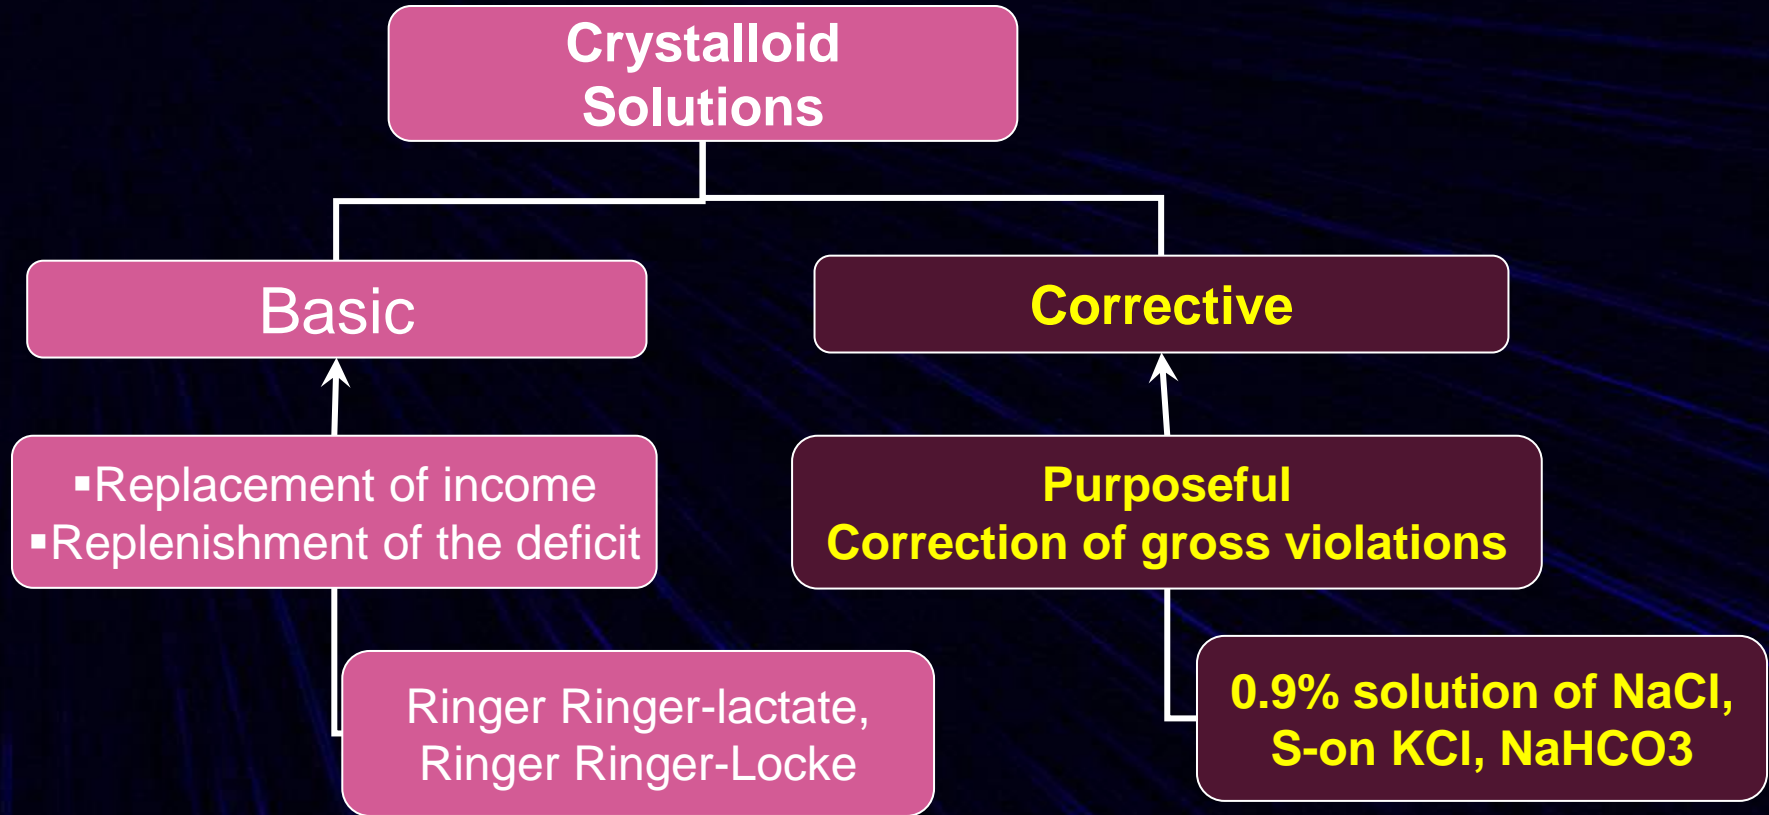 Crystalloid
Solutions
Basic
Corrective
▪Replacement of income
▪Replenishment of the deficit
Purposeful
Correction of gross violations
Ringer Ringer-lactate,
Ringer Ringer-Locke
0.9% solution of NaCl,
S-on KCl, NaHCO3